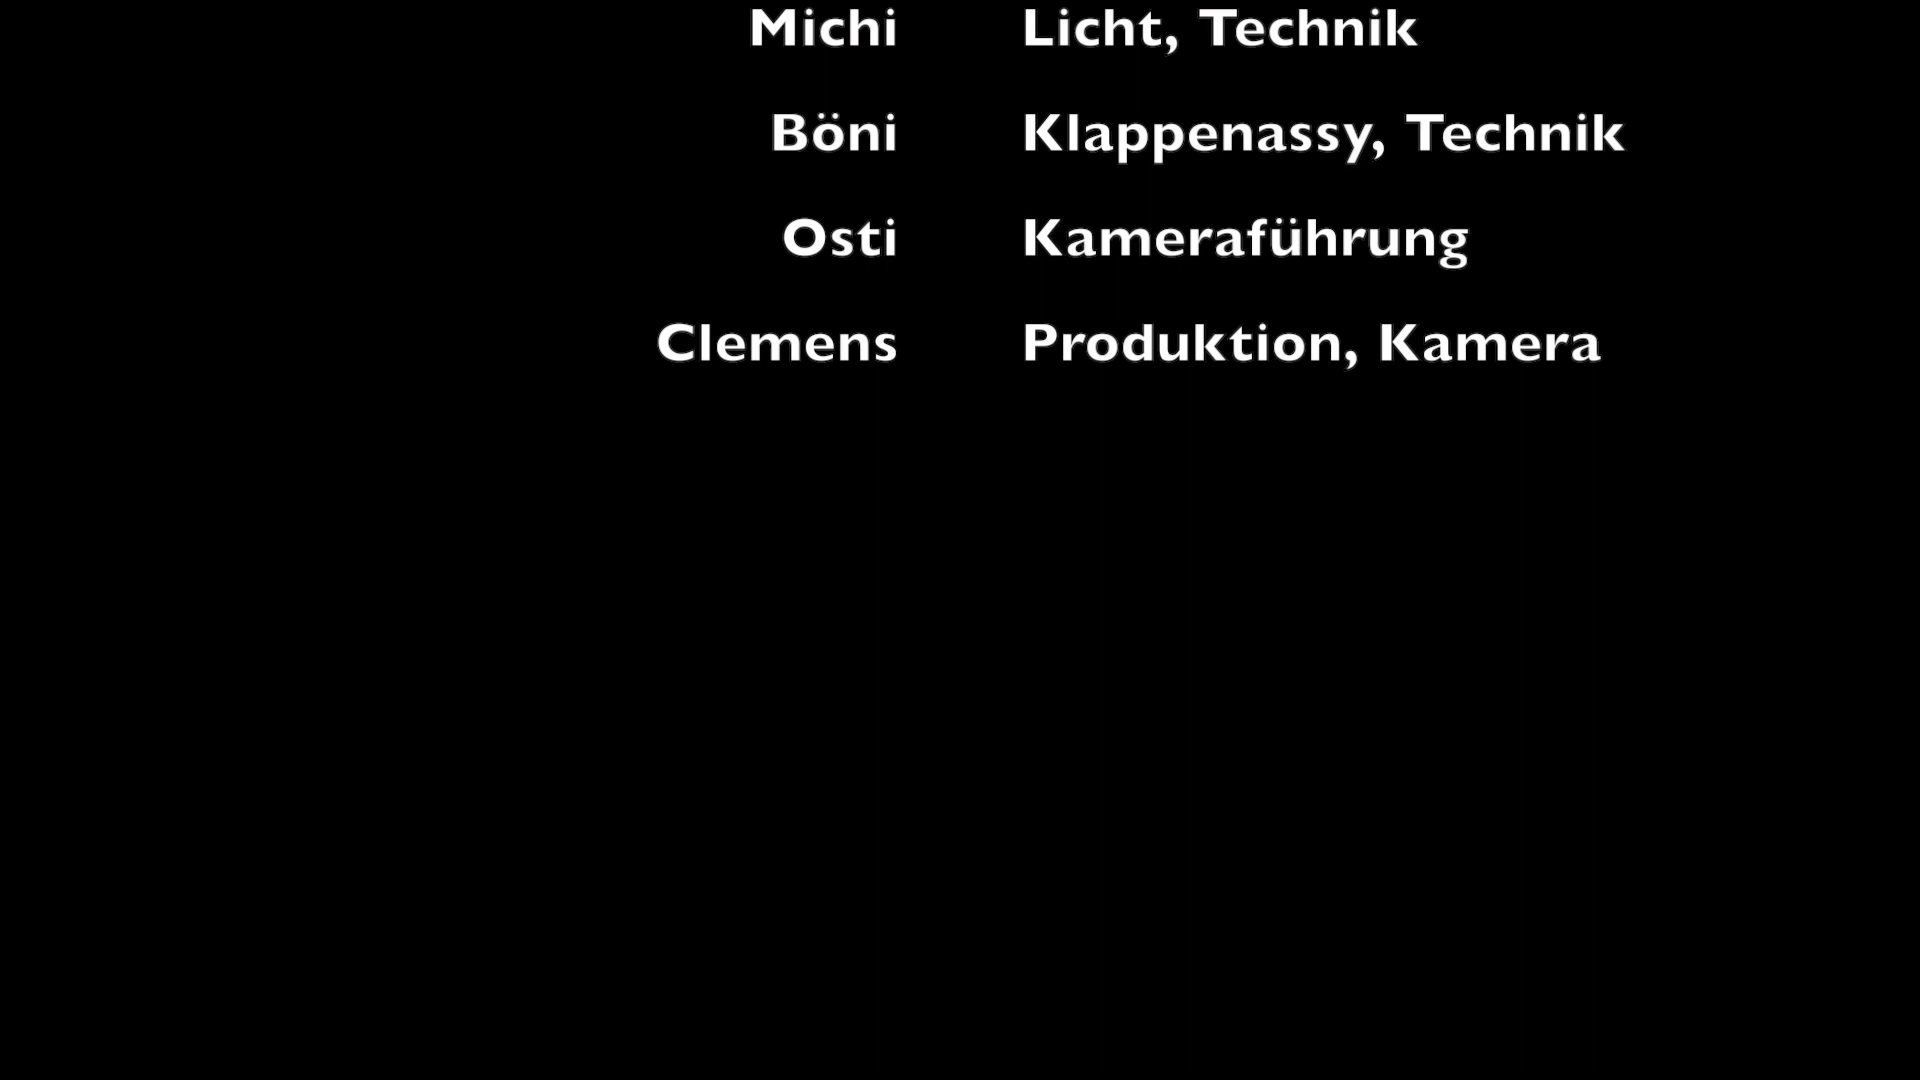 Michi Licht, Technik
Böni Klappenassy, Technik
Osti Kameraführung
Clemens Produktion, Kamera